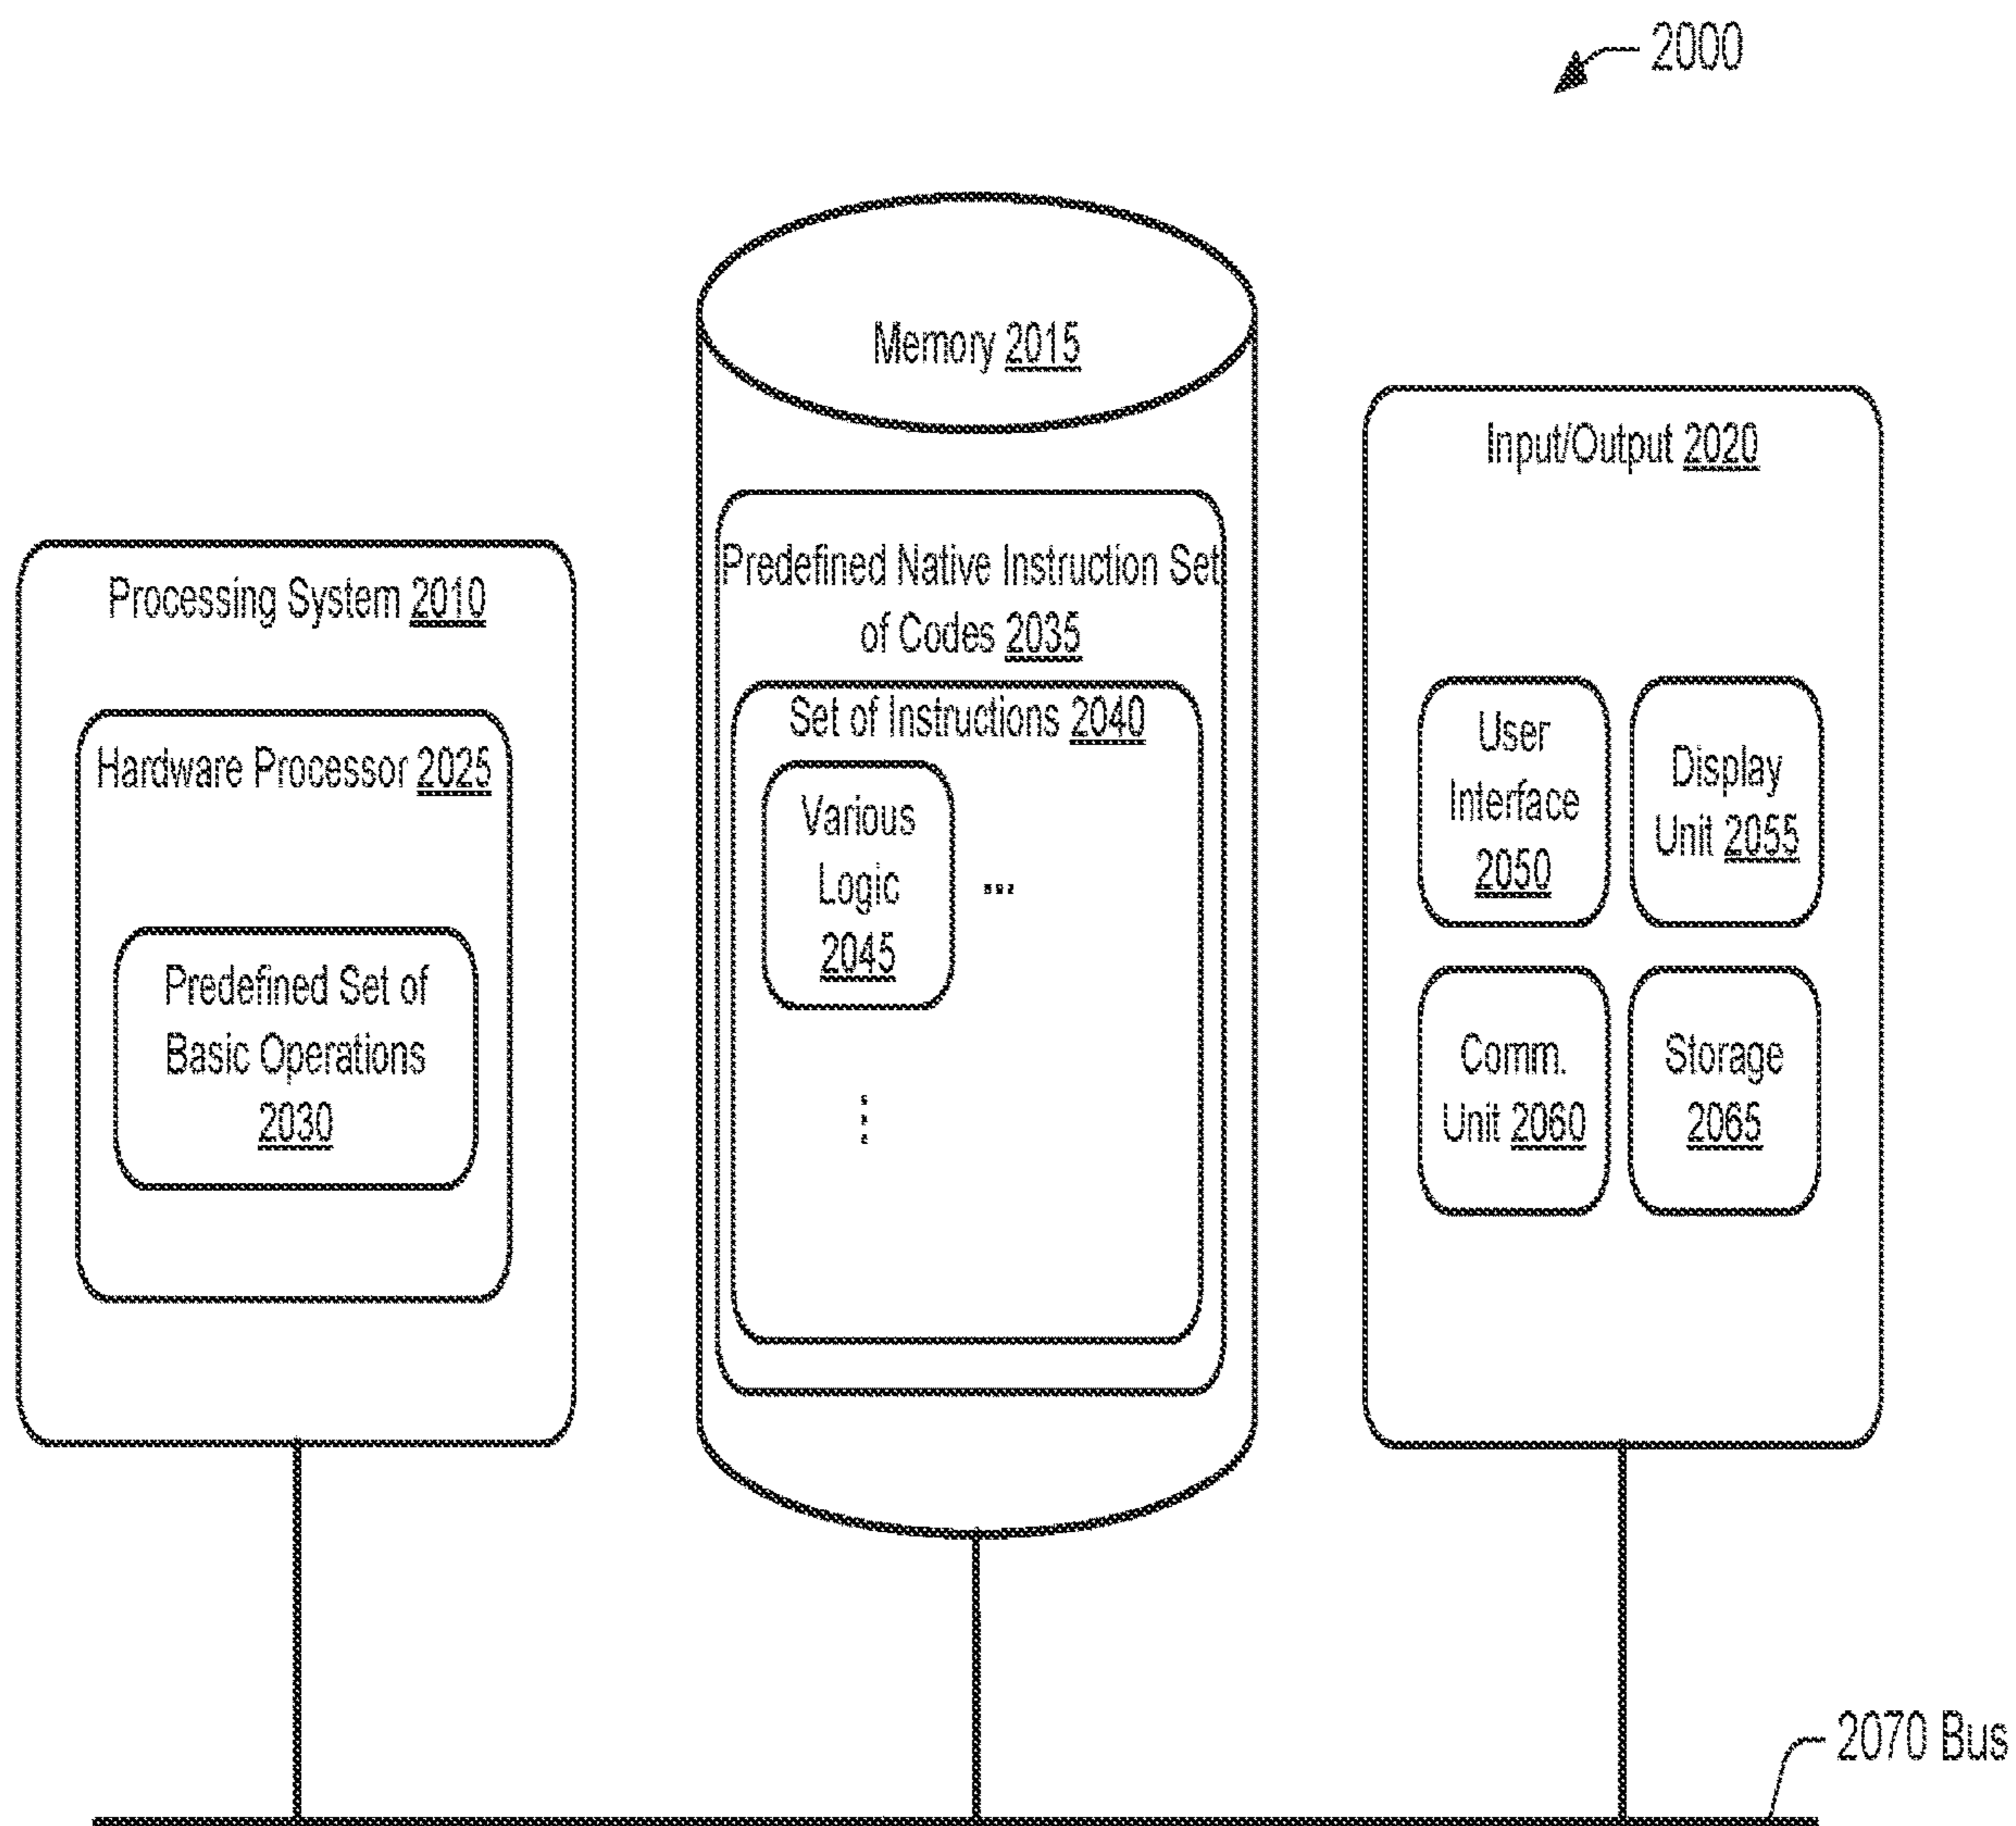 2000
Memory 2015
Input/Output 2020
Processing System 2010
Predefined Native Instruction Set
of Codes 2035
Hardware Processor 2025
Set of Instructions 2040
User
Interface
2050
Display
Unit 2055
Various
Logic
2045
...
Predefined Set of
Basic Operations
2030
Comm.
Unit 2060
Storage
2065
...
2070 Bus